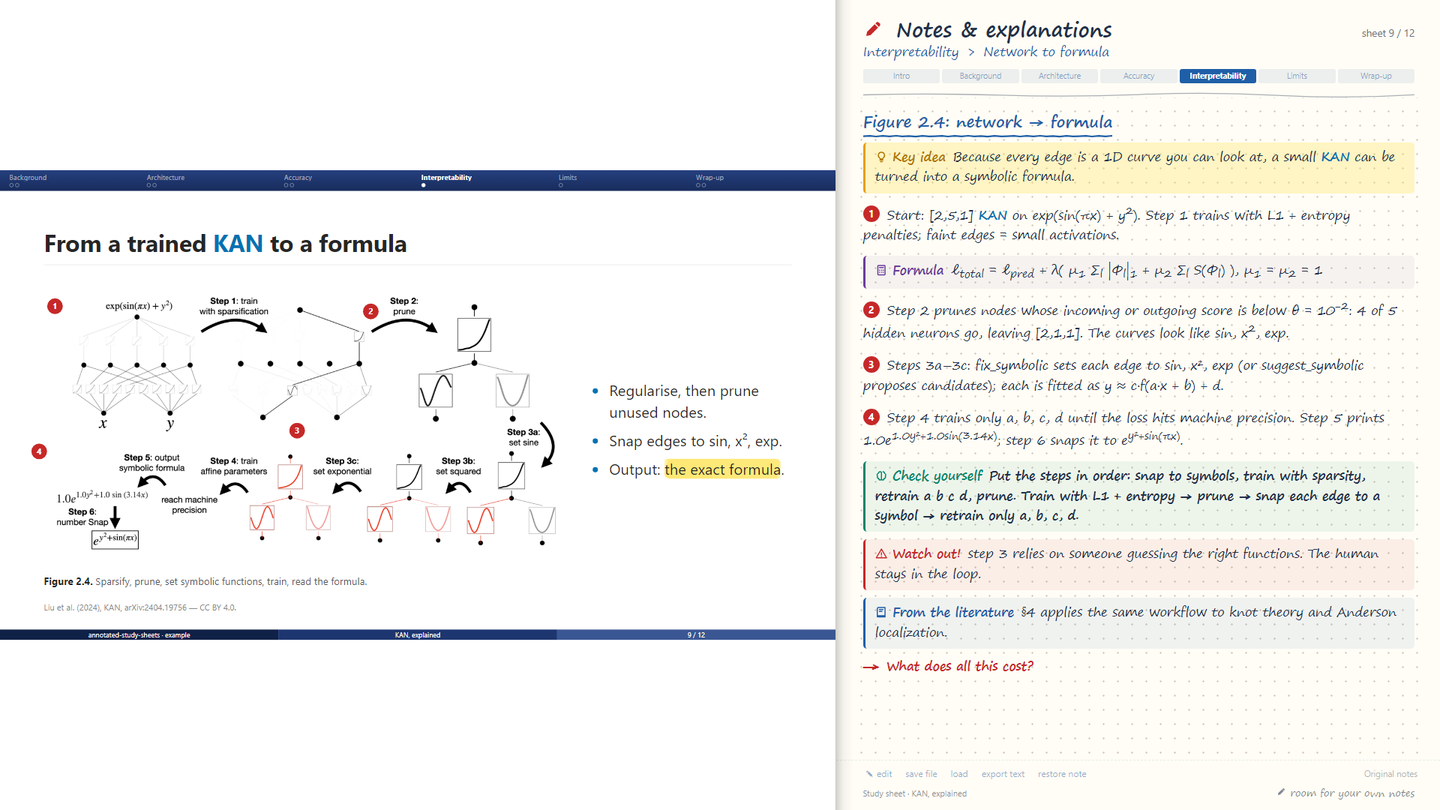 Background
Architecture
Accuracy
Interpretability
Limits
Wrap-up
From a trained KAN to a formula
1
exp(sin(πx) + y²)
Step 1: train
with sparsification
2
Step 2:
prune
x
y
3
Step 3a:
set sine
4
Step 5: output
symbolic formula
Step 4: train
affine parameters
Step 3c:
set exponential
Step 3b:
set squared
1.0e^1.0y²+1.0 sin (3.14x)
reach machine
precision
Step 6:
number Snap
e^y²+sin(πx)
• Regularise, then prune
unused nodes.
• Snap edges to sin, x², exp.
• Output: the exact formula.
Figure 2.4. Sparsify, prune, set symbolic functions, train, read the formula.
Liu et al. (2024), KAN, arXiv:2404.19756 — CC BY 4.0.
annotated-study-sheets · example
KAN, explained
9 / 12
Notes & explanations
sheet 9 / 12
Interpretability > Network to formula
Intro
Background
Architecture
Accuracy
Interpretability
Limits
Wrap-up
Figure 2.4: network → formula
Key idea Because every edge is a 1D curve you can look at, a small KAN can be
turned into a symbolic formula.
1 Start: [2,5,1] KAN on exp(sin(πx) + y²). Step 1 trains with L1 + entropy
penalties; faint edges = small activations.
Formula ℓtotal = ℓpred + λ( μ1 Σl |Φl|1 + μ2 Σl S(Φl) ), μ1 = μ2 = 1
2 Step 2 prunes nodes whose incoming or outgoing score is below θ = 10⁻²: 4 of 5
hidden neurons go, leaving [2,1,1]. The curves look like sin, x², exp.
3 Steps 3a–3c: fix_symbolic sets each edge to sin, x², exp (or suggest_symbolic
proposes candidates); each is fitted as y ≈ c·f(a·x + b) + d.
4 Step 4 trains only a, b, c, d until the loss hits machine precision. Step 5 prints
1.0e^1.0y²+1.0sin(3.14x); step 6 snaps it to e^y²+sin(πx).
Check yourself Put the steps in order: snap to symbols, train with sparsity,
retrain a b c d, prune. Train with L1 + entropy → prune → snap each edge to a
symbol → retrain only a, b, c, d.
Watch out! step 3 relies on someone guessing the right functions. The human
stays in the loop.
From the literature §4 applies the same workflow to knot theory and Anderson
localization.
→ What does all this cost?
edit
save file
load
export text
restore note
Original notes
Study sheet · KAN, explained
room for your own notes